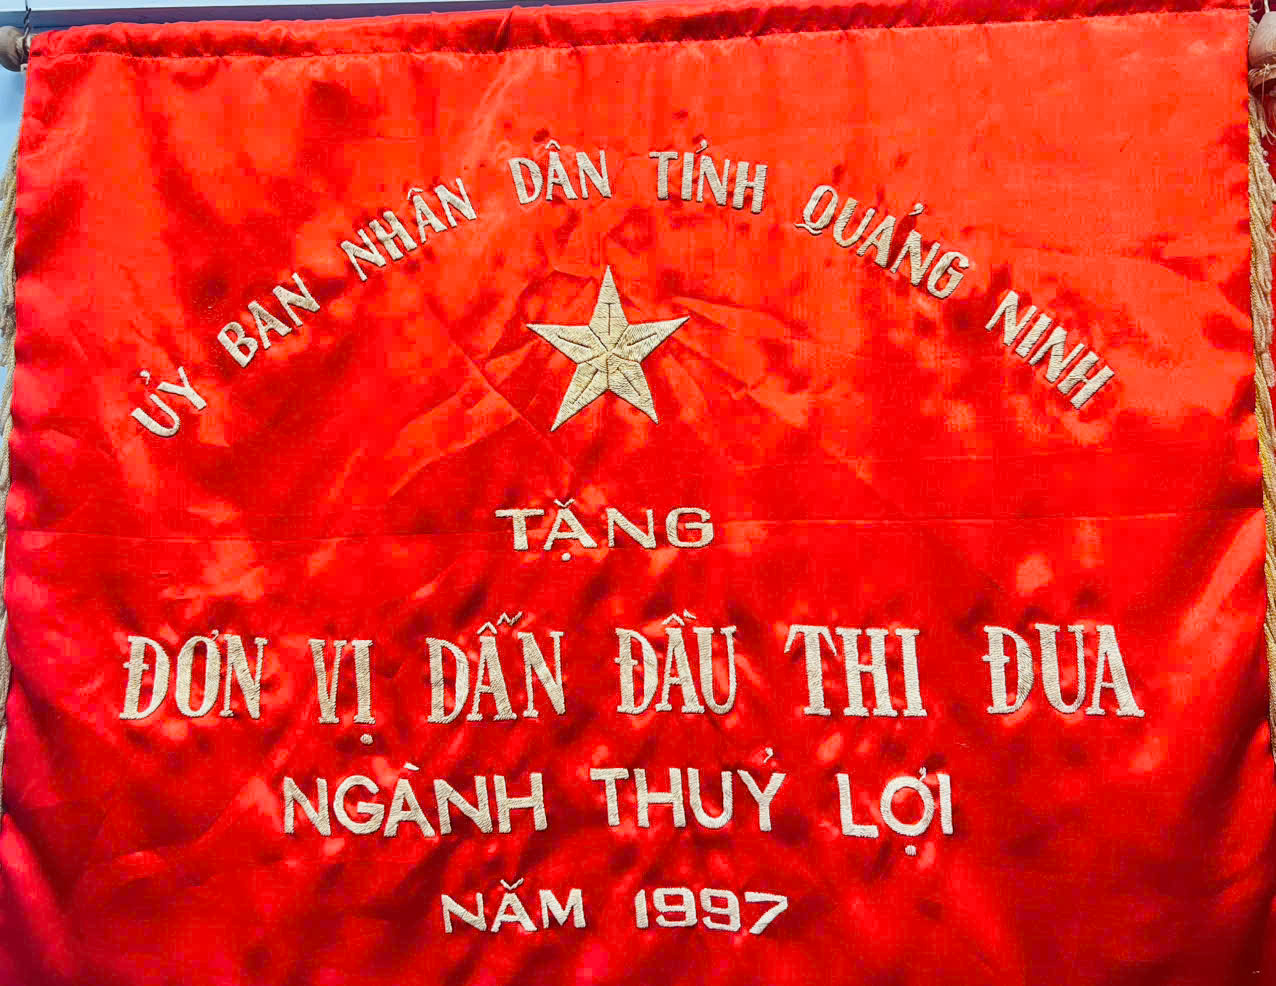 ỦY BAN NHÂN DÂN TỈNH QUẢNG NINH
TẶNG
ĐƠN VỊ DẪN ĐẦU THI ĐUA
NGÀNH THUỶ LỢI
NĂM 1997